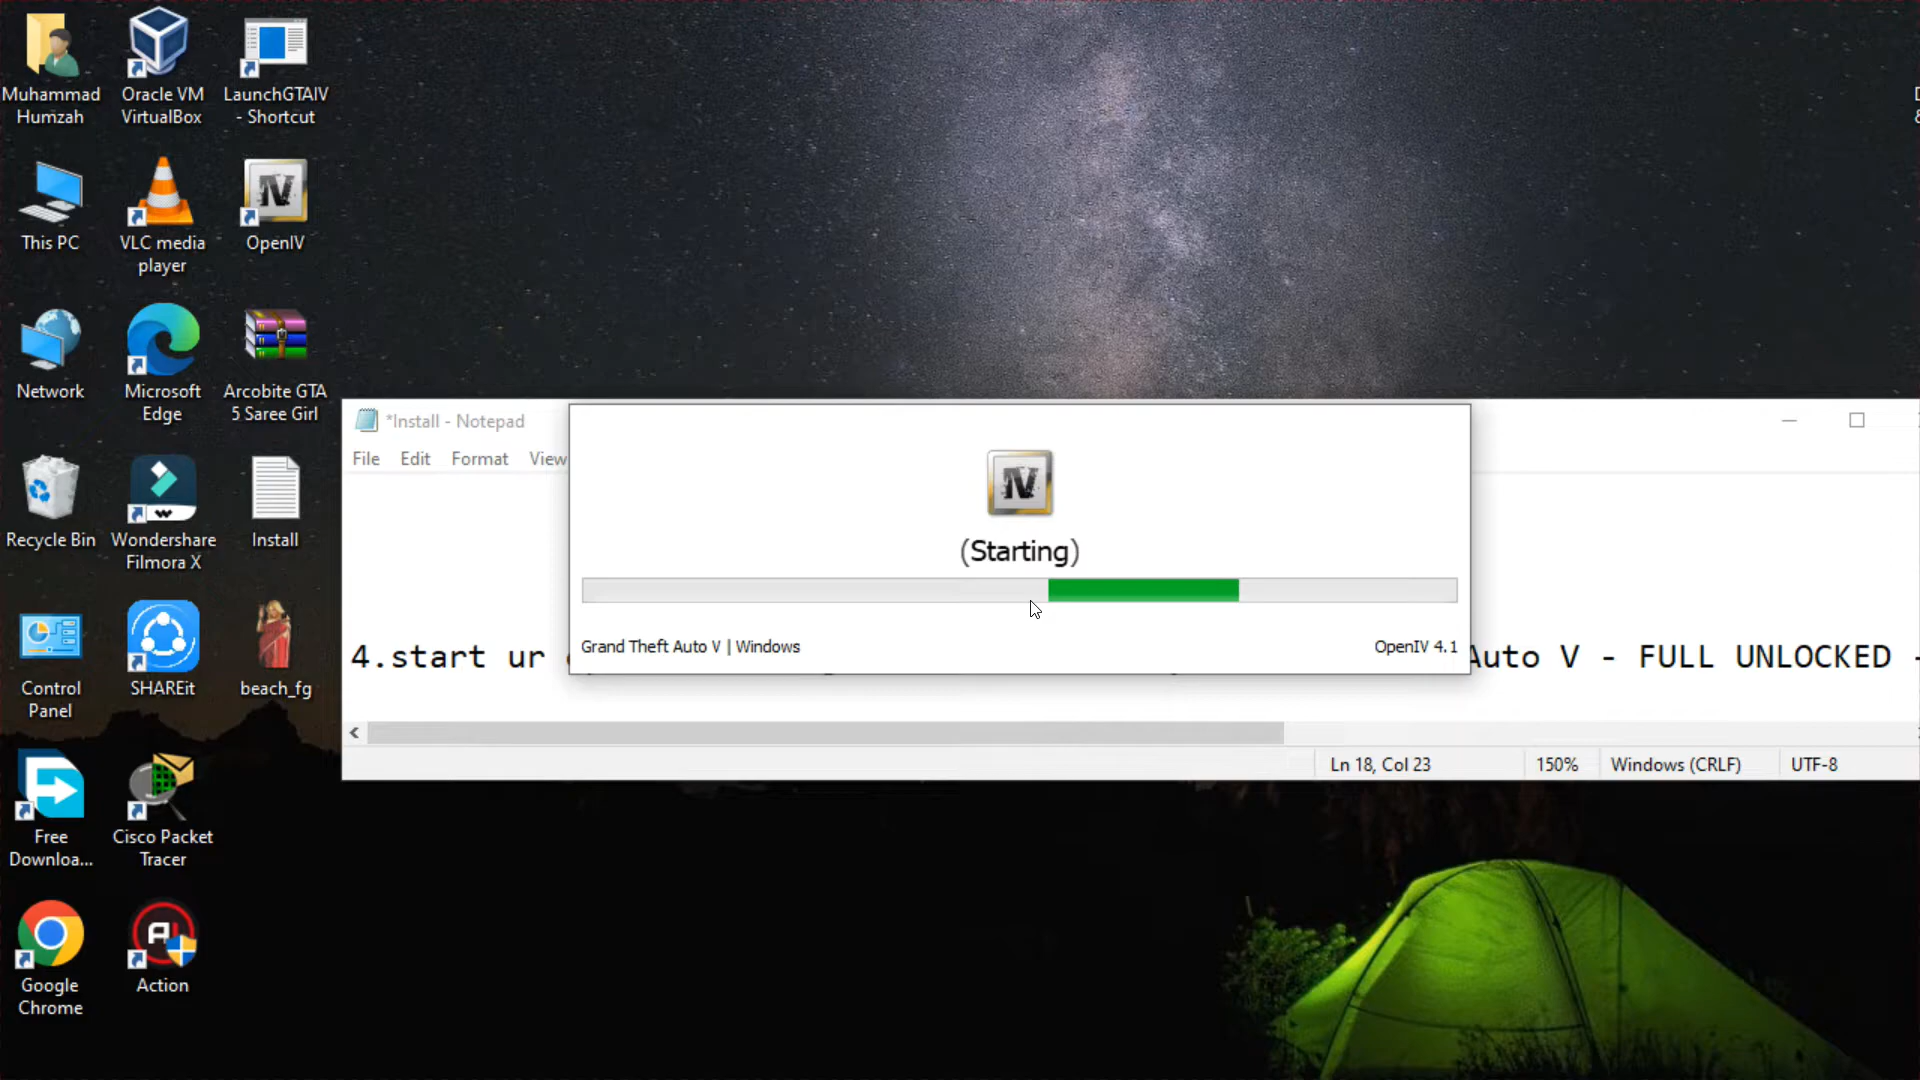 Muhammad
Humzah
Oracle VM
VirtualBox
LaunchGTAIV
- Shortcut
This PC
VLC media
player
OpenIV
Network
Microsoft
Edge
Arcobite GTA
5 Saree Girl
Recycle Bin
Wondershare
Filmora X
Install
Control
Panel
SHAREit
beach_fg
Free
Downloa...
Cisco Packet
Tracer
Google
Chrome
Action
*Install - Notepad
File Edit Format View
IV
(Starting)
Grand Theft Auto V | Windows
OpenIV 4.1
4.start ur
Auto V - FULL UNLOCKED -
Ln 18, Col 23
150%
Windows (CRLF)
UTF-8